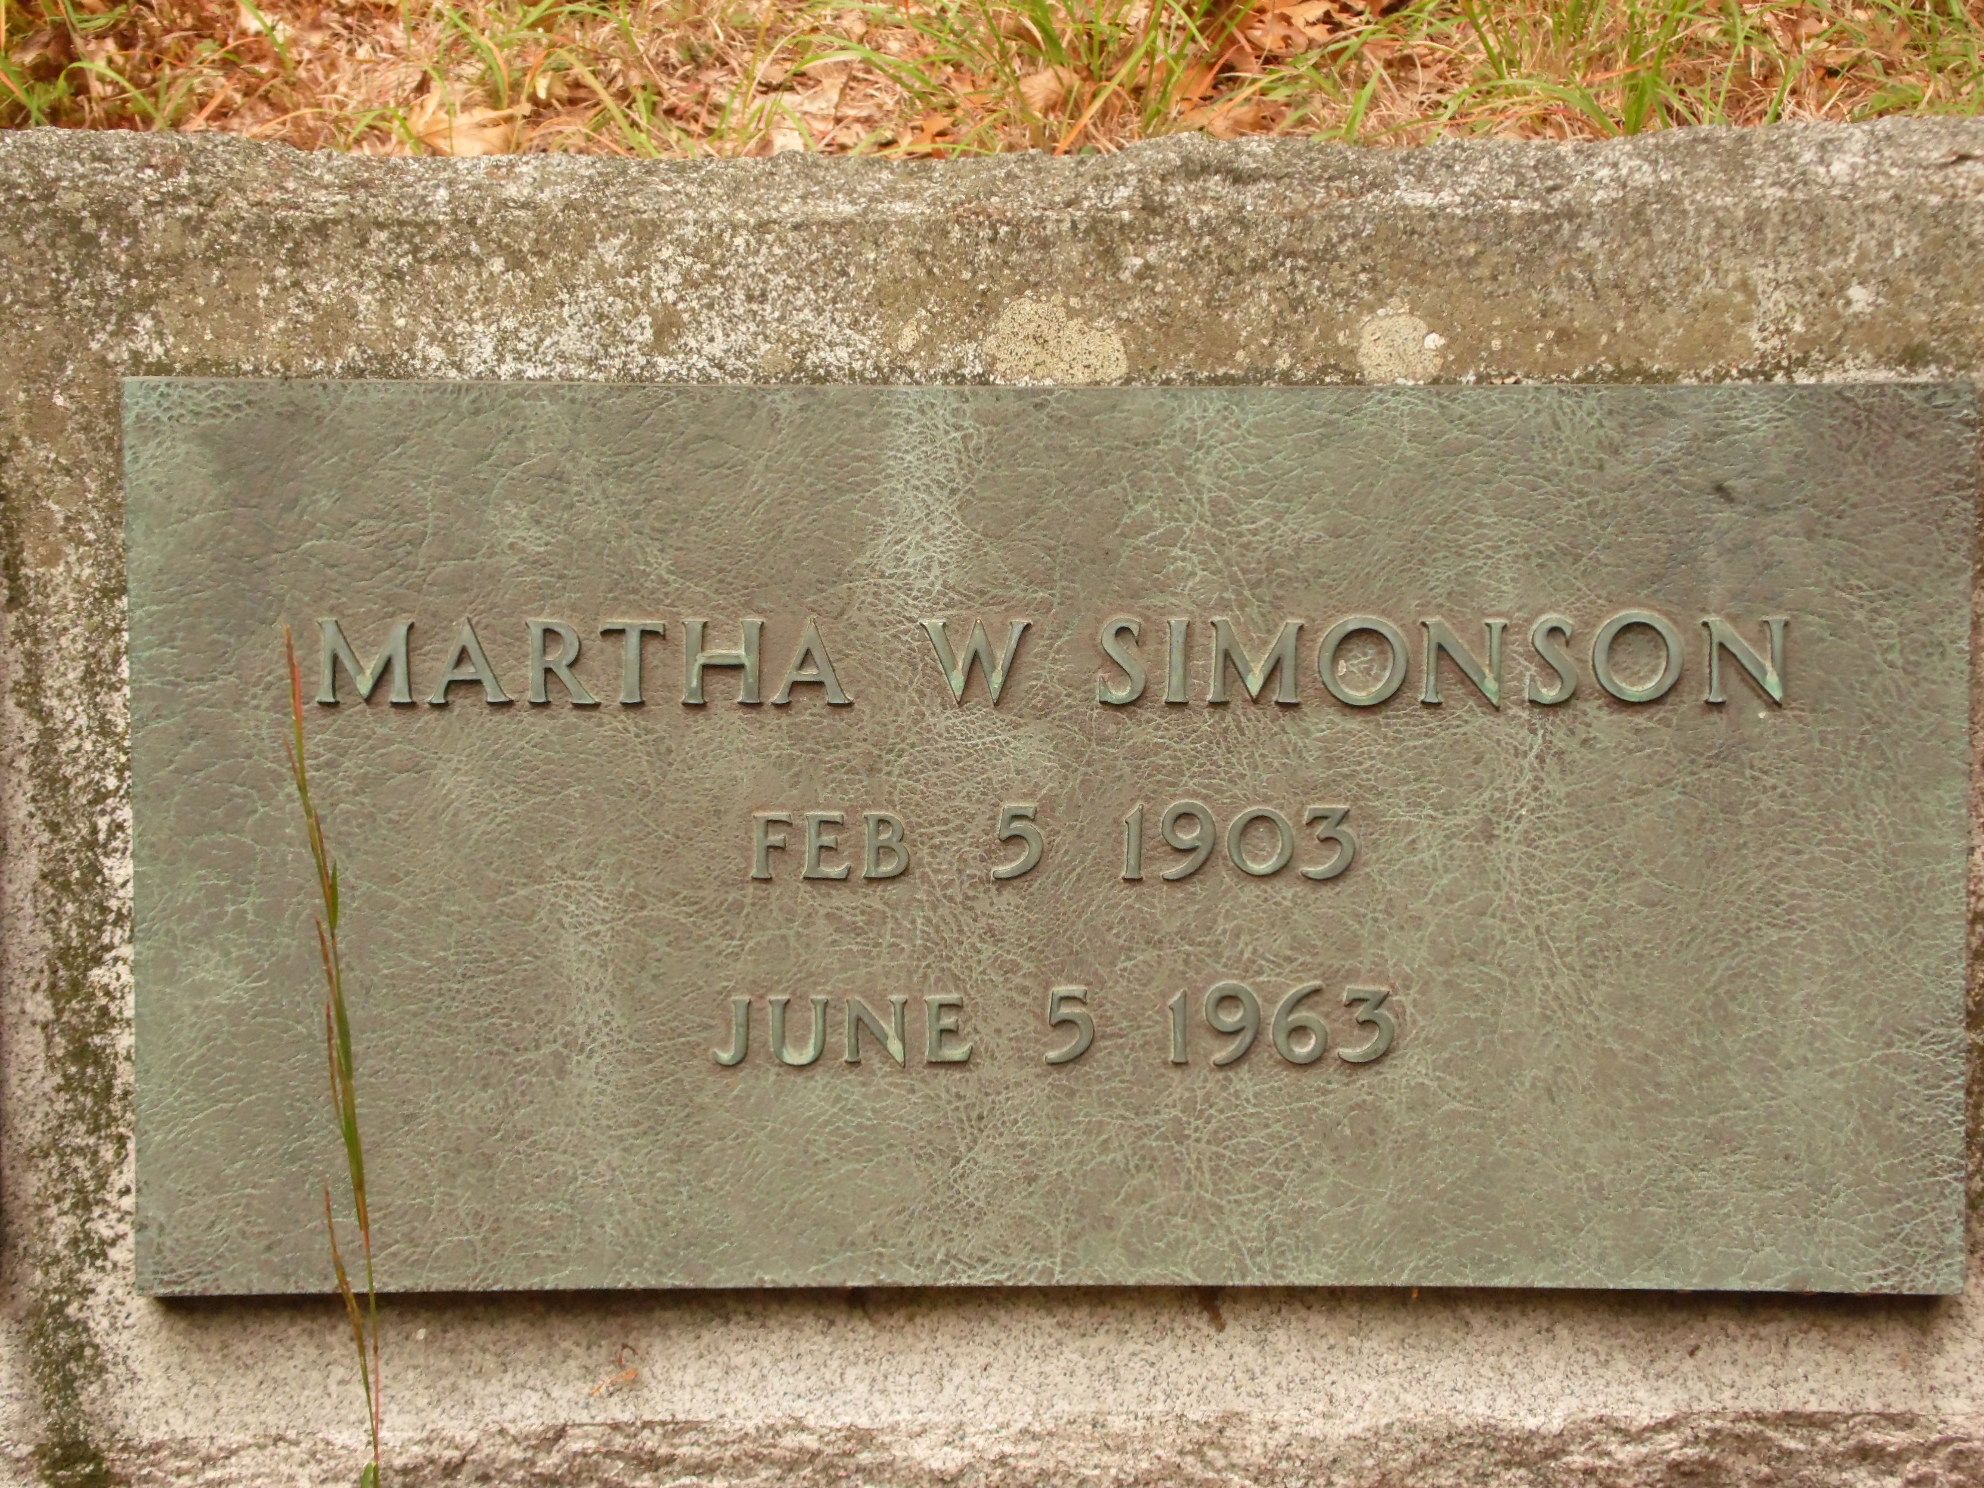 MARTHA W SIMONSON
FEB 5 1903
JUNE 5 1963